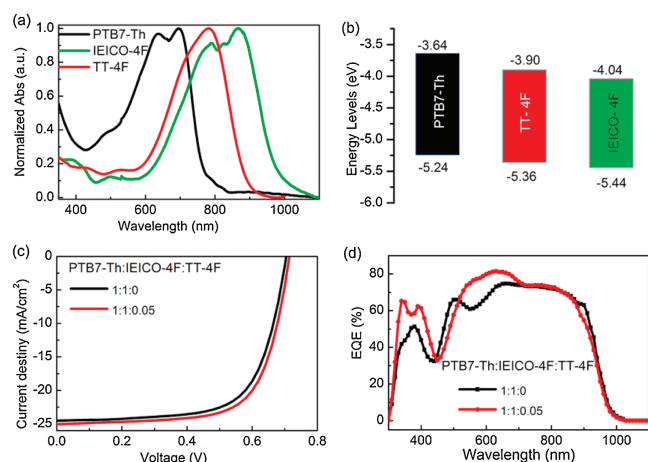 (a)
PTB7-Th
IEICO-4F
TT-4F
Normalized Abs (a.u.)
1.0
0.8
0.6
0.4
0.2
0.0
400 600 800 1000
Wavelength (nm)
(b)
Energy Levels (eV)
-3.5
-4.0
-4.5
-5.0
-5.5
-6.0
-3.64
-3.90
-4.04
PTB7-Th
TT- 4F
IEICO- 4F
-5.24
-5.36
-5.44
(c)
PTB7-Th:IEICO-4F:TT-4F
1:1:0
1:1:0.05
Current destiny (mA/cm²)
0
-5
-10
-15
-20
-25
0.0 0.2 0.4 0.6 0.8
Voltage (V)
(d)
EQE (%)
80
60
40
20
0
PTB7-Th:IEICO-4F:TT-4F
1:1:0
1:1:0.05
400 600 800 1000
Wavelength (nm)